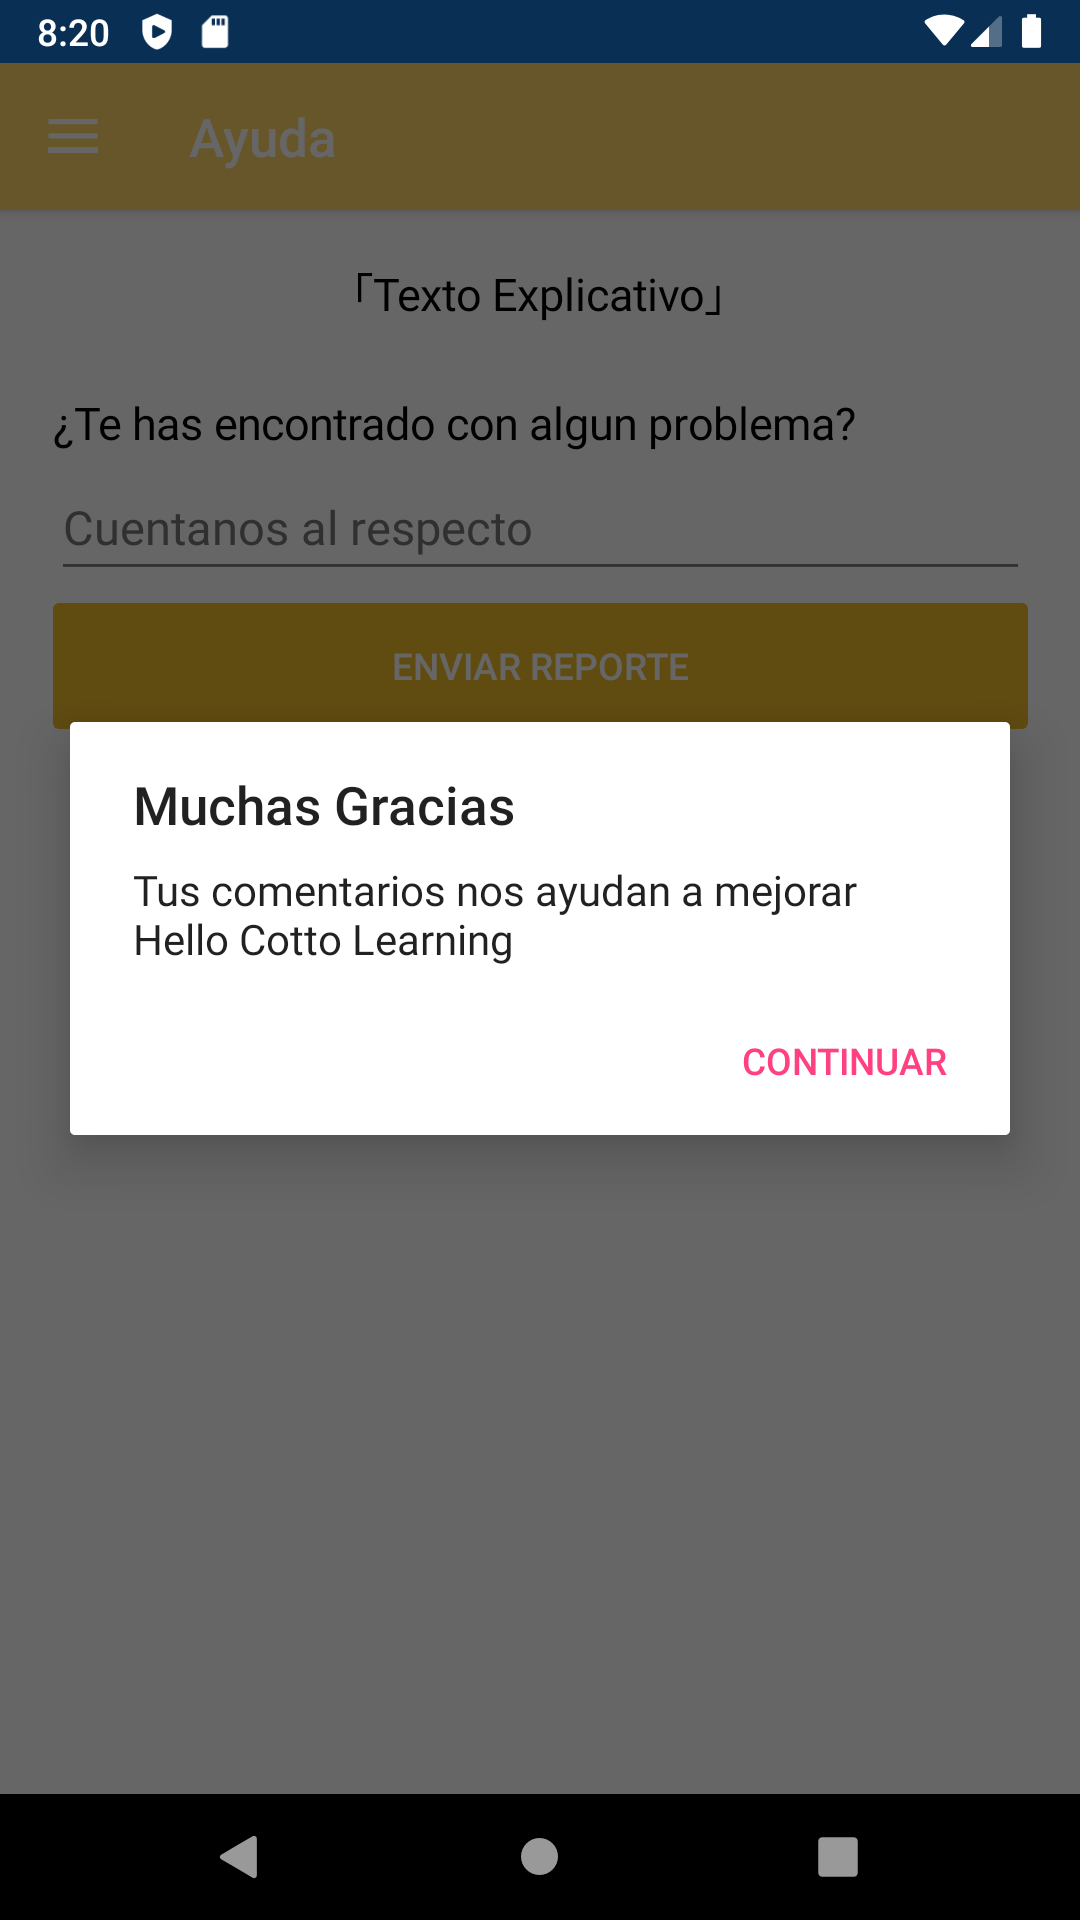 8:20
Ayuda
「Texto Explicativo」
¿Te has encontrado con algun problema?
Cuentanos al respecto
ENVIAR REPORTE
Muchas Gracias
Tus comentarios nos ayudan a mejorar
Hello Cotto Learning
CONTINUAR